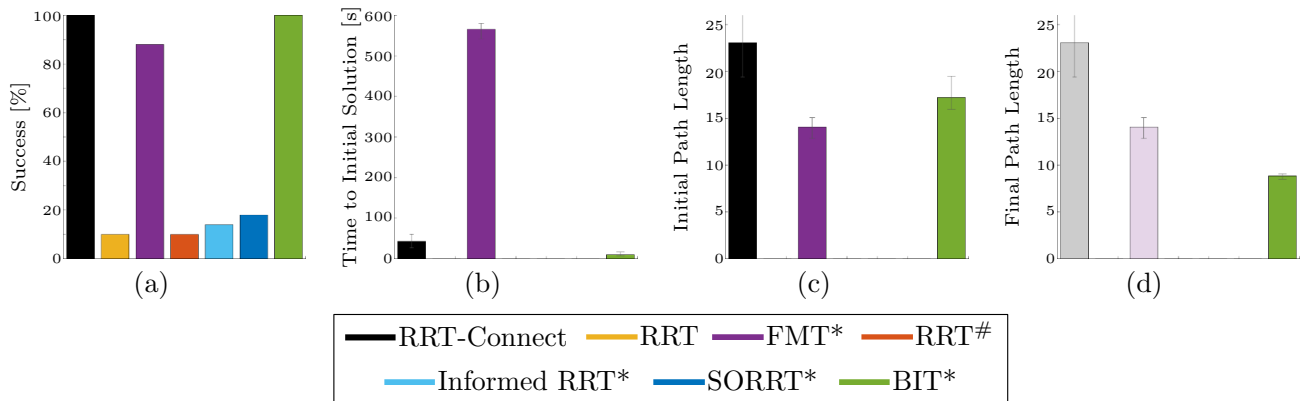 Success [%]
100
80
60
40
20
0
(a)
Time to Initial Solution [s]
600
500
400
300
200
100
0
(b)
Initial Path Length
25
20
15
10
5
0
(c)
Final Path Length
25
20
15
10
5
0
(d)
RRT-Connect RRT FMT* RRT#
Informed RRT* SORRT* BIT*